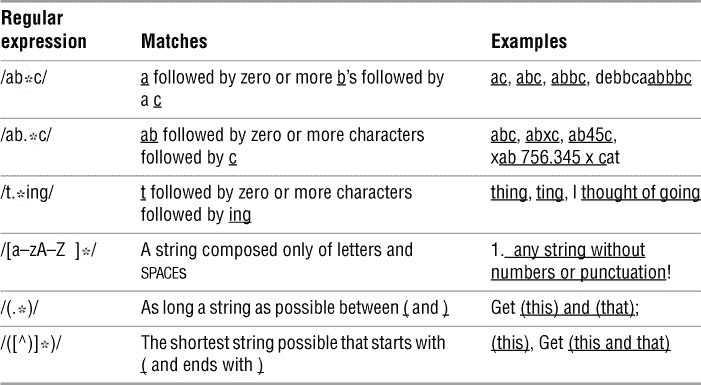 Regular
expression Matches Examples
/ab*c/ a followed by zero or more b's followed by ac, abc, abbc, debbcaabbbc
a c
/ab.*c/ ab followed by zero or more characters abc, abxc, ab45c,
followed by c xab 756.345 x cat
/t.*ing/ t followed by zero or more characters thing, ting, I thought of going
followed by ing
/[a–zA–Z ]*/ A string composed only of letters and 1. any string without
SPACEs numbers or punctuation!
/(.*)/ As long a string as possible between ( and ) Get (this) and (that);
/([^)]*)/ The shortest string possible that starts with (this), Get (this and that)
( and ends with )